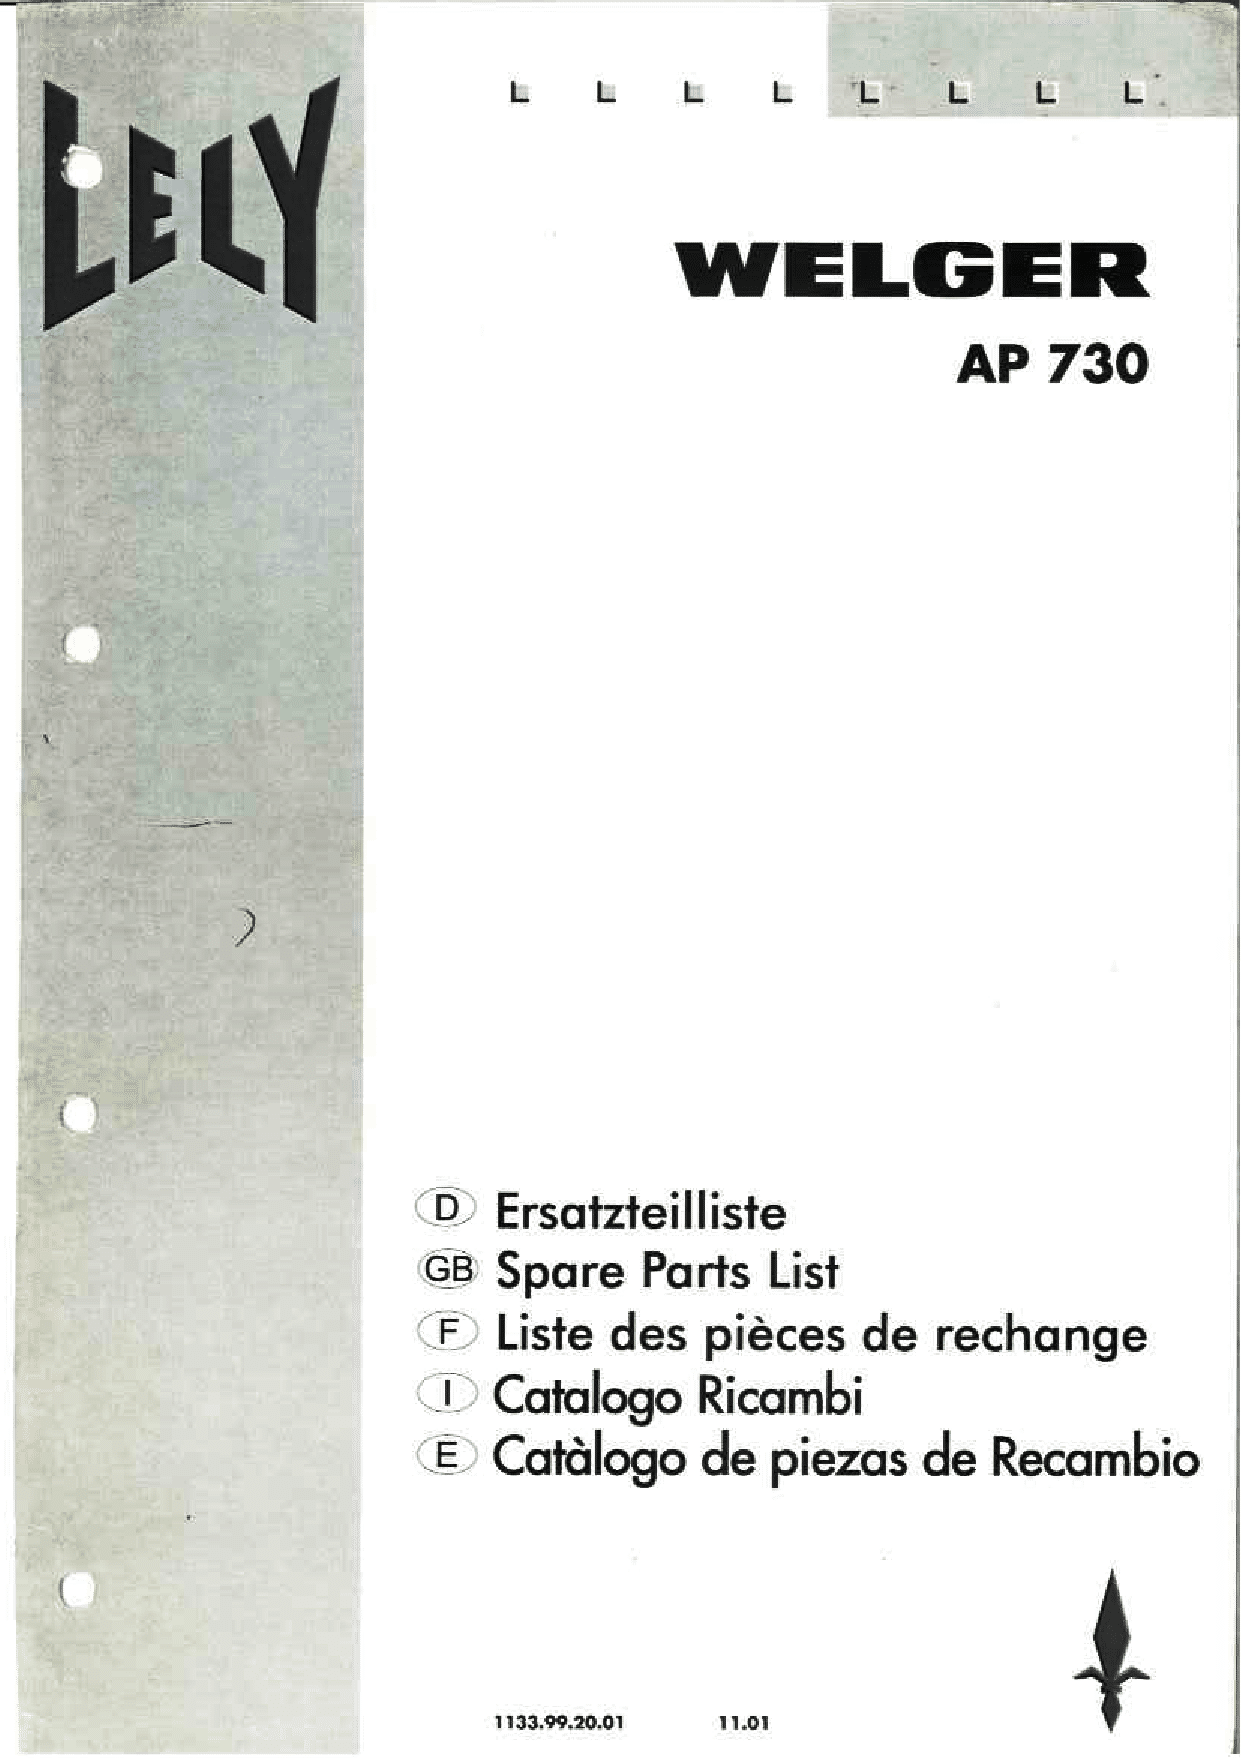 LELY
L L L L L L L L
WELGER
AP 730
D Ersatzteilliste
GB Spare Parts List
F Liste des pièces de rechange
I Catalogo Ricambi
E Catàlogo de piezas de Recambio
1133.99.20.01 11.01